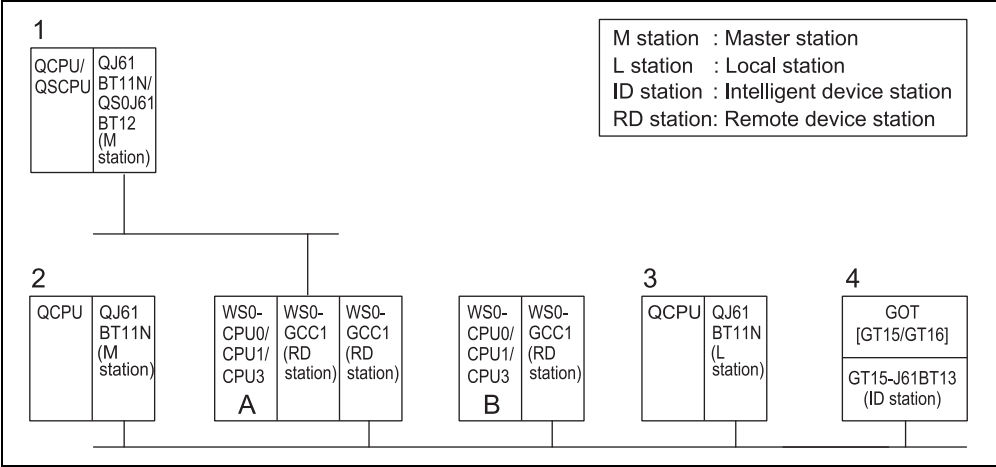 1
QCPU/
QSCPU
QJ61
BT11N/
QS0J61
BT12
(M
station)
M station : Master station
L station : Local station
ID station : Intelligent device station
RD station: Remote device station
2
QCPU
QJ61
BT11N
(M
station)
WS0-
CPU0/
CPU1/
CPU3
A
WS0-
GCC1
(RD
station)
WS0-
GCC1
(RD
station)
WS0-
CPU0/
CPU1/
CPU3
B
WS0-
GCC1
(RD
station)
3
QCPU
QJ61
BT11N
(L
station)
4
GOT
[GT15/GT16]
GT15-J61BT13
(ID station)